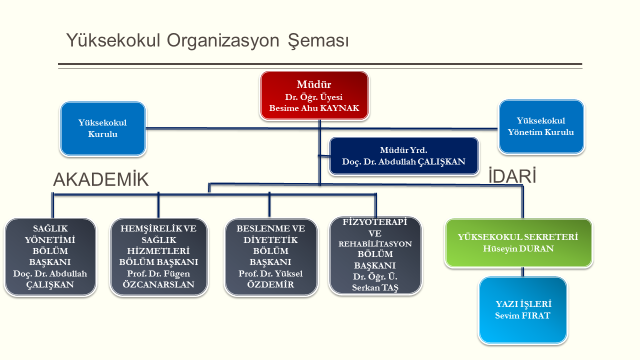 Yüksekokul Organizasyon Şeması
Müdür
Dr. Öğr. Üyesi
Besime Ahu KAYNAK
Yüksekokul
Kurulu
Yüksekokul
Yönetim Kurulu
Müdür Yrd.
Doç. Dr. Abdullah ÇALIŞKAN
AKADEMİK
İDARİ
SAĞLIK
YÖNETİMİ
BÖLÜM
BAŞKANI
Doç. Dr. Abdullah
ÇALIŞKAN
HEMŞİRELİK VE
SAĞLIK
HİZMETLERİ
BÖLÜM BAŞKANI
Prof. Dr. Fügen
ÖZCANARSLAN
BESLENME VE
DİYETETİK
BÖLÜM
BAŞKANI
Prof. Dr. Yüksel
ÖZDEMİR
FİZYOTERAPİ
VE
REHABİLİTASYON
BÖLÜM
BAŞKANI
Dr. Öğr. Ü.
Serkan TAŞ
YÜKSEKOKUL SEKRETERİ
Hüseyin DURAN
YAZI İŞLERİ
Sevim FIRAT